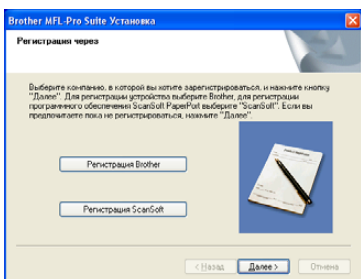 Brother MFL-Pro Suite Установка
Регистрация через
Выберите компанию, в которой вы хотите зарегистрироваться, и нажмите кнопку
"Далее". Для регистрации устройства выберите Brother, для регистрации
программного обеспечения ScanSoft PaperPort выберите "ScanSoft". Если вы
предпочитаете пока не регистрироваться, нажмите "Далее".
Регистрация Brother
Регистрация ScanSoft
< Назад Далее > Отмена